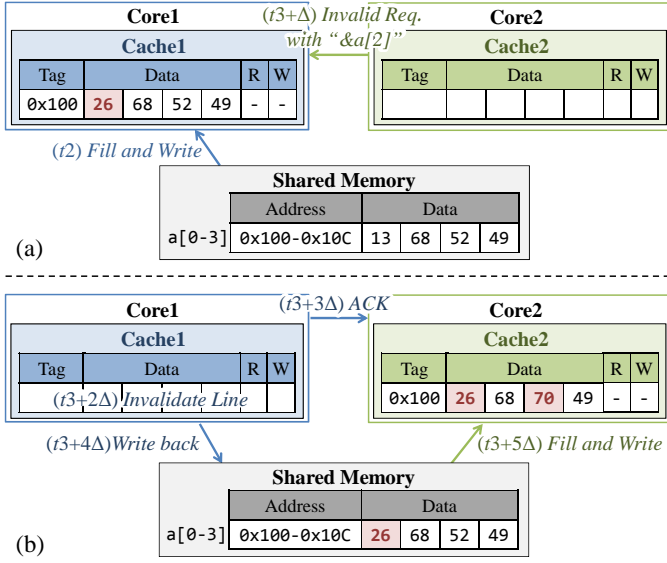 Core1
(t3+Δ) Invalid Req. with "&a[2]"
Core2
Cache1
Cache2
Tag Data R W
0x100 26 68 52 49 - -
Tag Data R W
(t2) Fill and Write
Shared Memory
Address Data
a[0-3] 0x100-0x10C 13 68 52 49
(a)
Core1
(t3+3Δ) ACK
Core2
Cache1
Cache2
Tag Data R W
(t3+2Δ) Invalidate Line
Tag Data R W
0x100 26 68 70 49 - -
(t3+4Δ)Write back
(t3+5Δ) Fill and Write
Shared Memory
Address Data
a[0-3] 0x100-0x10C 26 68 52 49
(b)